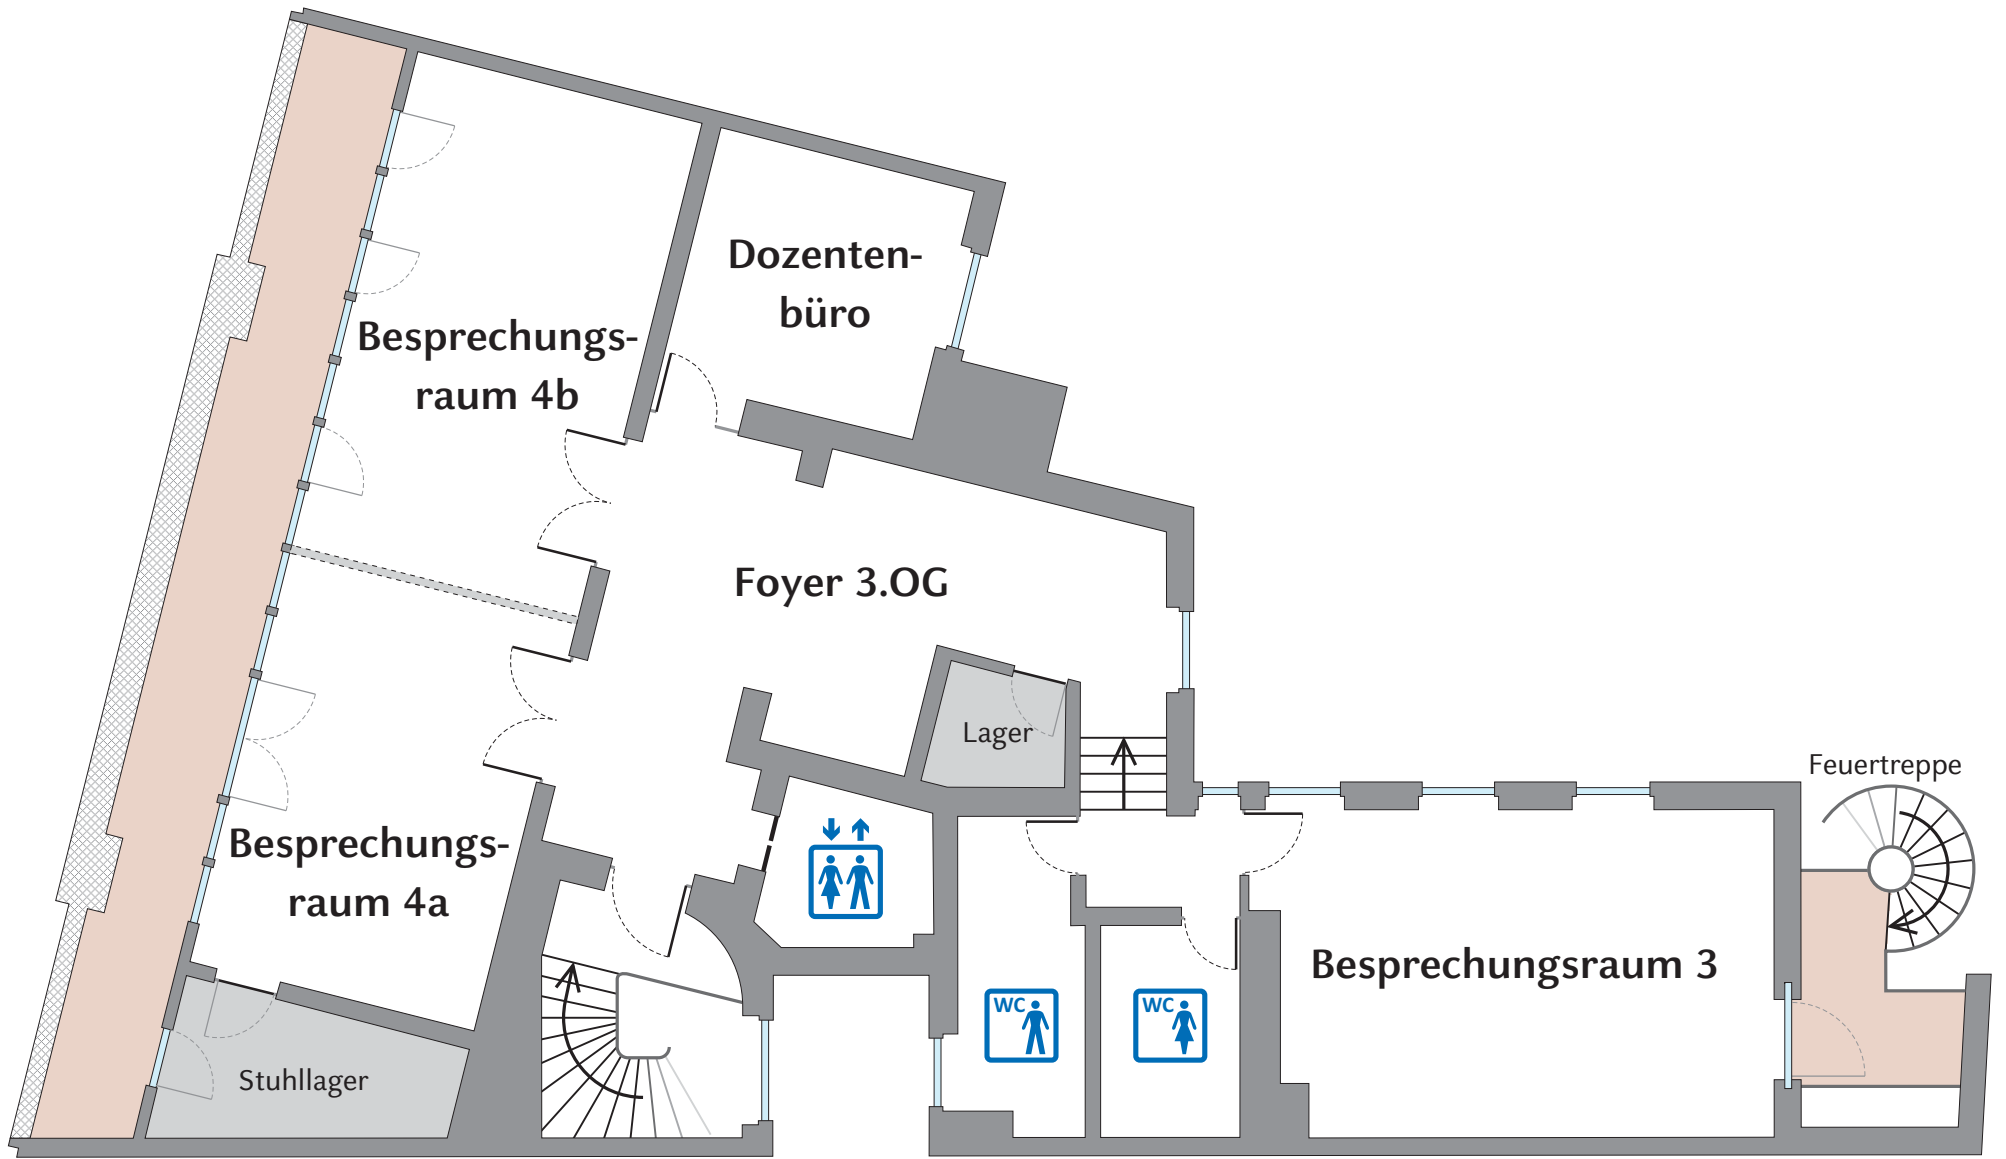 Dozenten-
büro
Besprechungs-
raum 4b
Foyer 3.OG
Lager
Feuertreppe
Besprechungs-
raum 4a
Besprechungsraum 3
WC
WC
Stuhllager